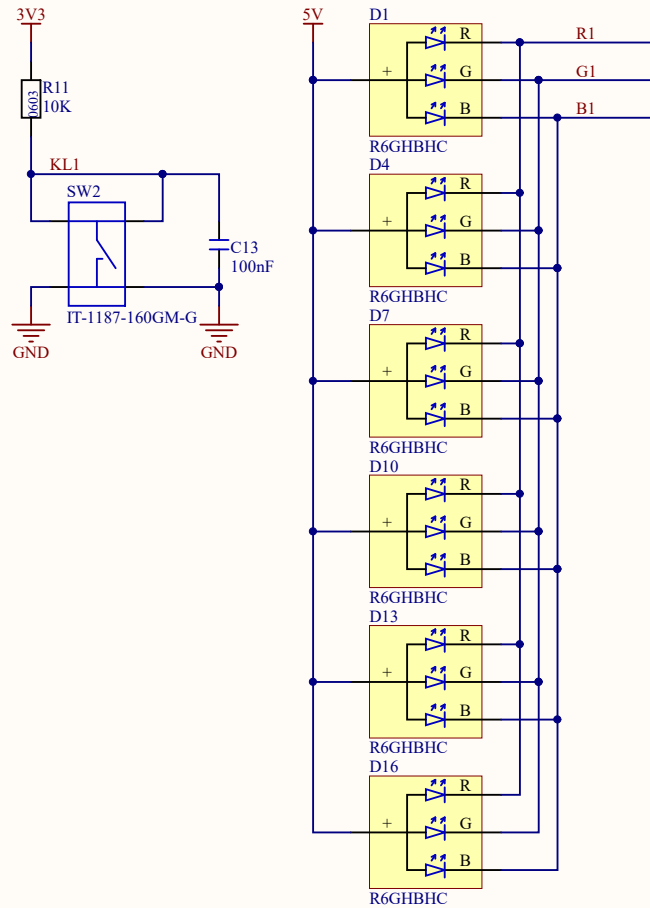 3V3
R11
0603
10K
KL1
SW2
IT-1187-160GM-G
C13
100nF
GND
GND
5V
D1
R
R1
+
G
G1
B
B1
R6GHBHC
D4
R
+
G
B
R6GHBHC
D7
R
+
G
B
R6GHBHC
D10
R
+
G
B
R6GHBHC
D13
R
+
G
B
R6GHBHC
D16
R
+
G
B
R6GHBHC